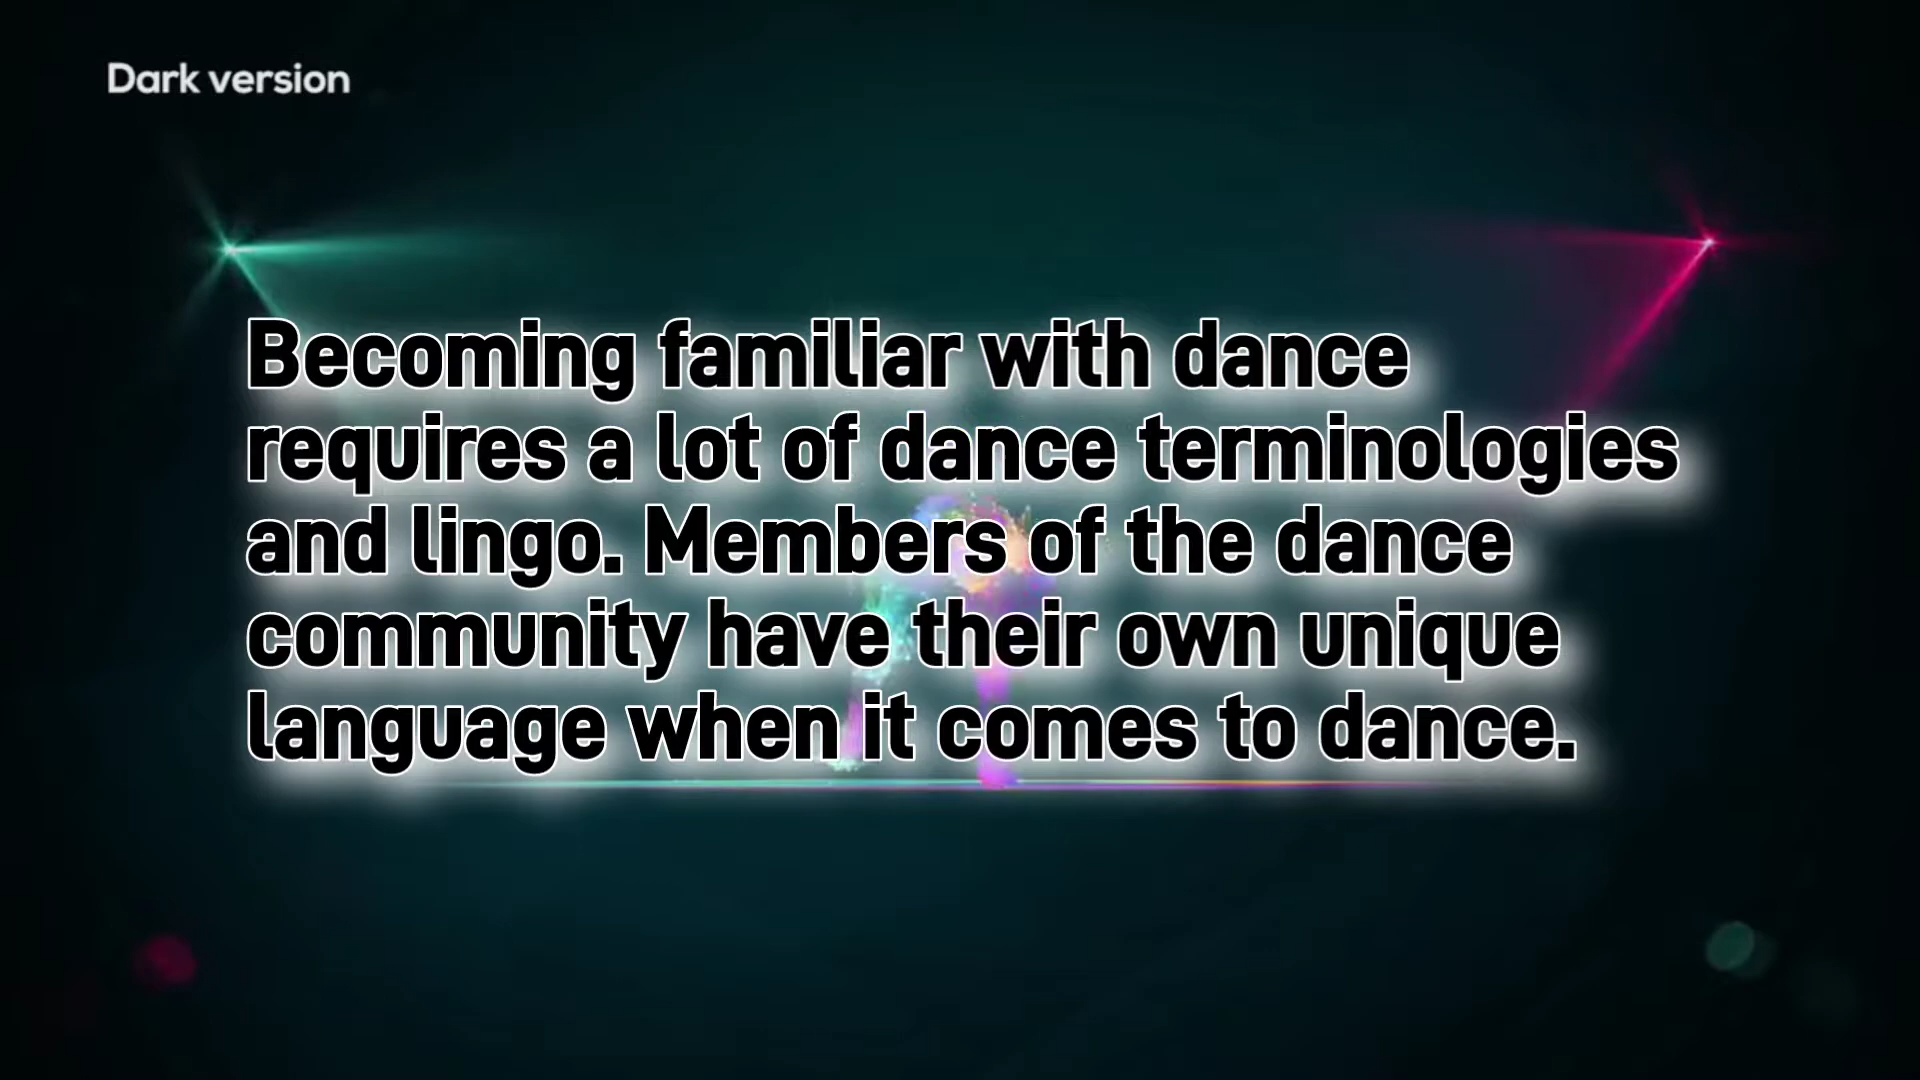 Dark version
Becoming familiar with dance
requires a lot of dance terminologies
and lingo. Members of the dance
community have their own unique
language when it comes to dance.